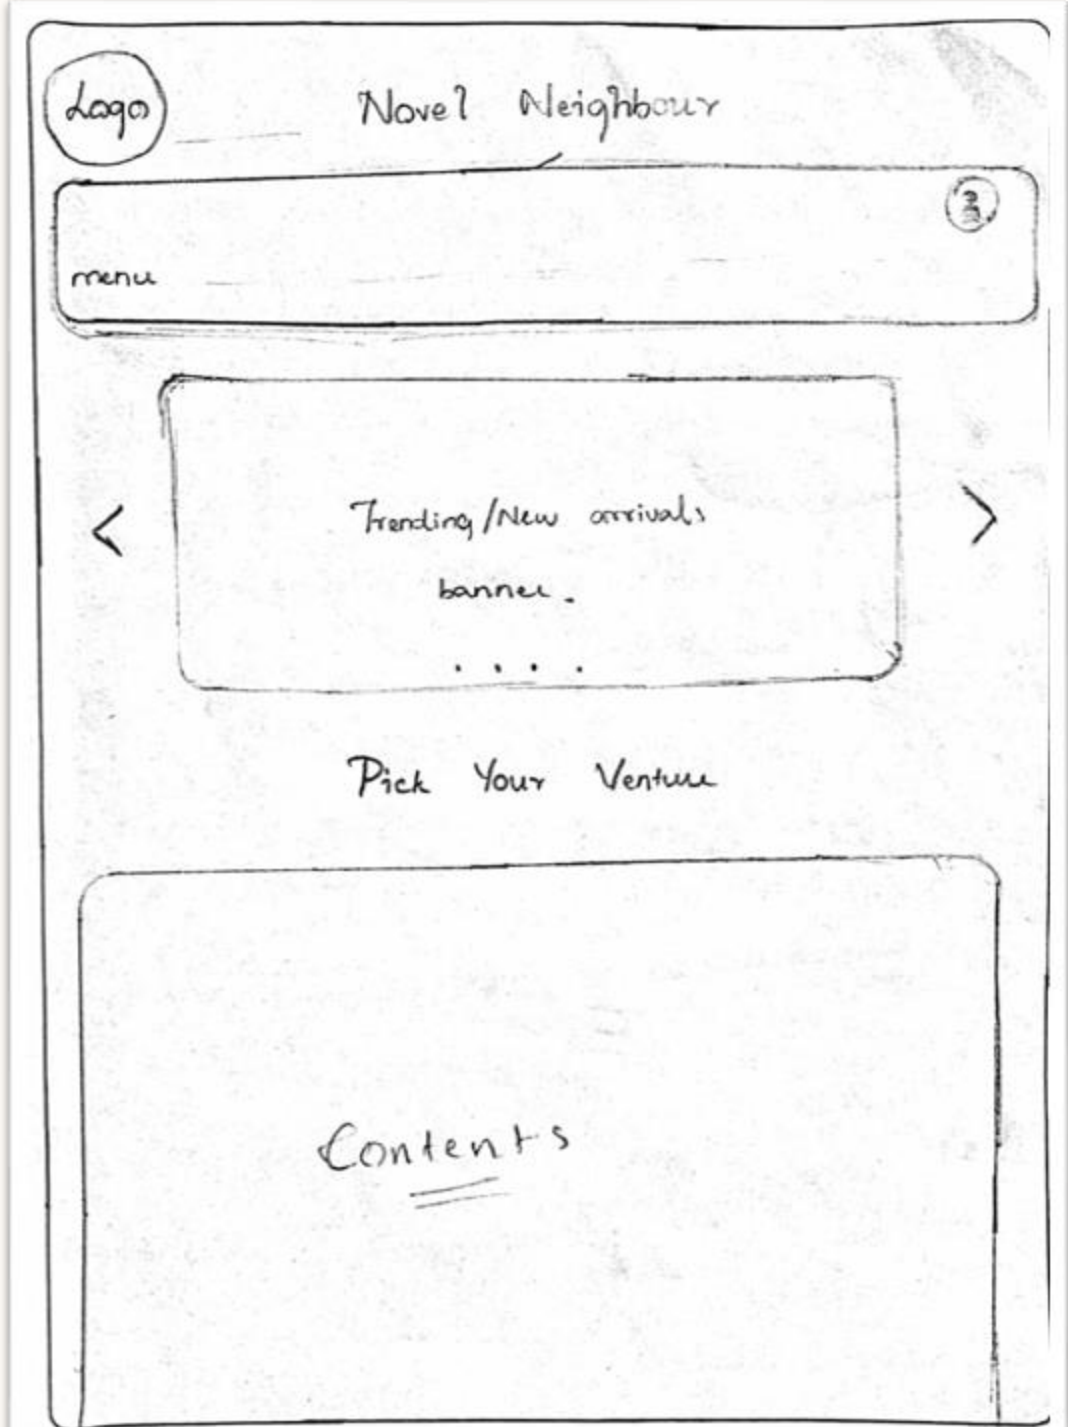 Logo
Novel Neighbour
menu
Trending/New arrivals
banner.
Pick Your Venture
Contents